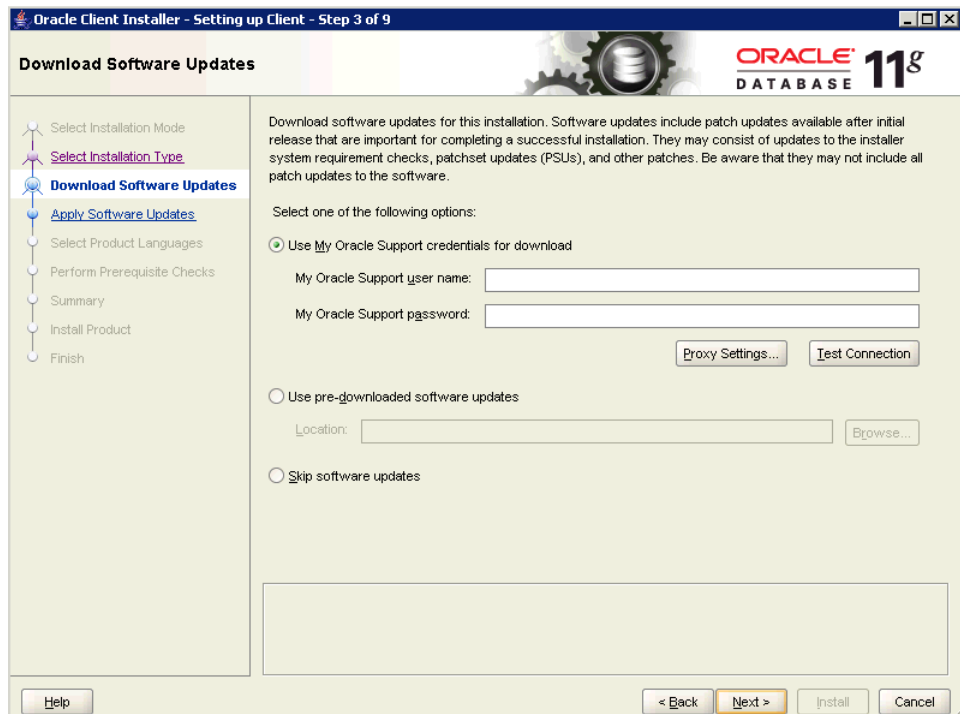 Oracle Client Installer - Setting up Client - Step 3 of 9
Download Software Updates
ORACLE
DATABASE
11g
Select Installation Mode
Select Installation Type
Download Software Updates
Apply Software Updates
Select Product Languages
Perform Prerequisite Checks
Summary
Install Product
Finish
Download software updates for this installation. Software updates include patch updates available after initial
release that are important for completing a successful installation. They may consist of updates to the installer
system requirement checks, patchset updates (PSUs), and other patches. Be aware that they may not include all
patch updates to the software.
Select one of the following options:
Use My Oracle Support credentials for download
My Oracle Support user name:
My Oracle Support password:
Proxy Settings... Test Connection
Use pre-downloaded software updates
Location: Browse...
Skip software updates
Help < Back Next > Install Cancel